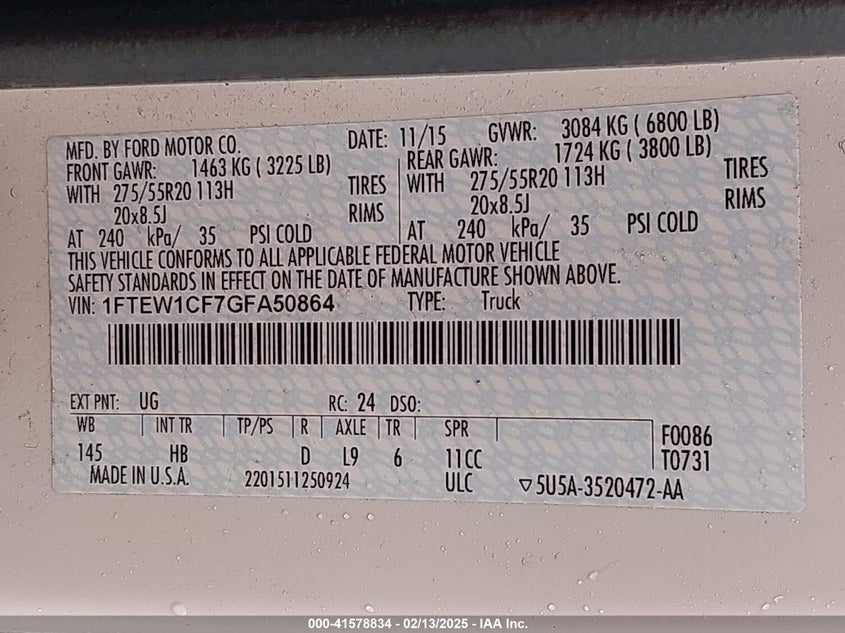 MFD. BY FORD MOTOR CO. DATE: 11/15 GVWR: 3084 KG ( 6800 LB)
FRONT GAWR: 1463 KG ( 3225 LB) REAR GAWR: 1724 KG ( 3800 LB)
WITH 275/55R20 113H TIRES WITH 275/55R20 113H TIRES
20x8.5J RIMS 20x8.5J RIMS
AT 240 kPa/ 35 PSI COLD AT 240 kPa/ 35 PSI COLD
THIS VEHICLE CONFORMS TO ALL APPLICABLE FEDERAL MOTOR VEHICLE
SAFETY STANDARDS IN EFFECT ON THE DATE OF MANUFACTURE SHOWN ABOVE.
VIN: 1FTEW1CF7GFA50864 TYPE: Truck
EXT PNT: UG RC: 24 DSO:
WB INT TR TP/PS R AXLE TR SPR F0086
145 HB D L9 6 11CC T0731
MADE IN U.S.A. 2201511250924 ULC ▽5U5A-3520472-AA
000-41578834 - 02/13/2025 - IAA Inc.